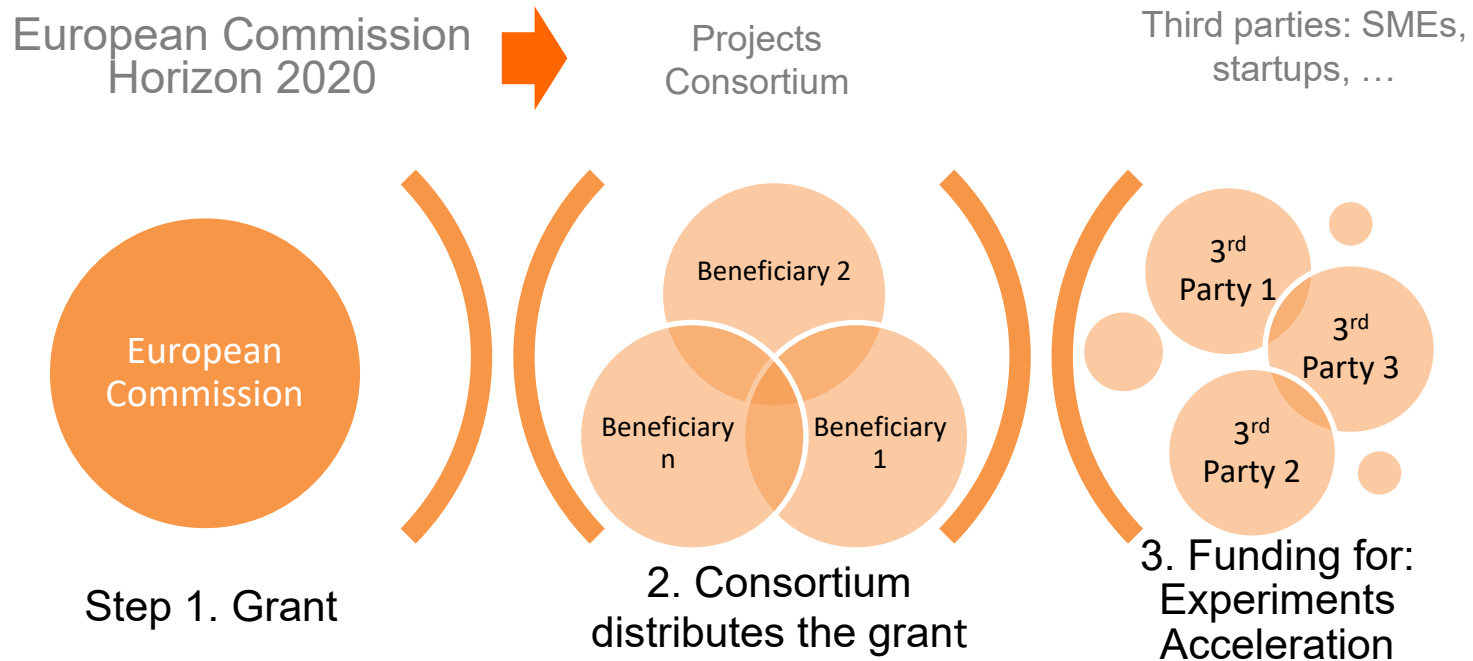 European Commission
Horizon 2020
Projects
Consortium
Third parties: SMEs,
startups, …
European
Commission
Beneficiary 2
Beneficiary
n
Beneficiary
1
3rd
Party 1
3rd
Party 3
3rd
Party 2
Step 1. Grant
2. Consortium
distributes the grant
3. Funding for:
Experiments
Acceleration